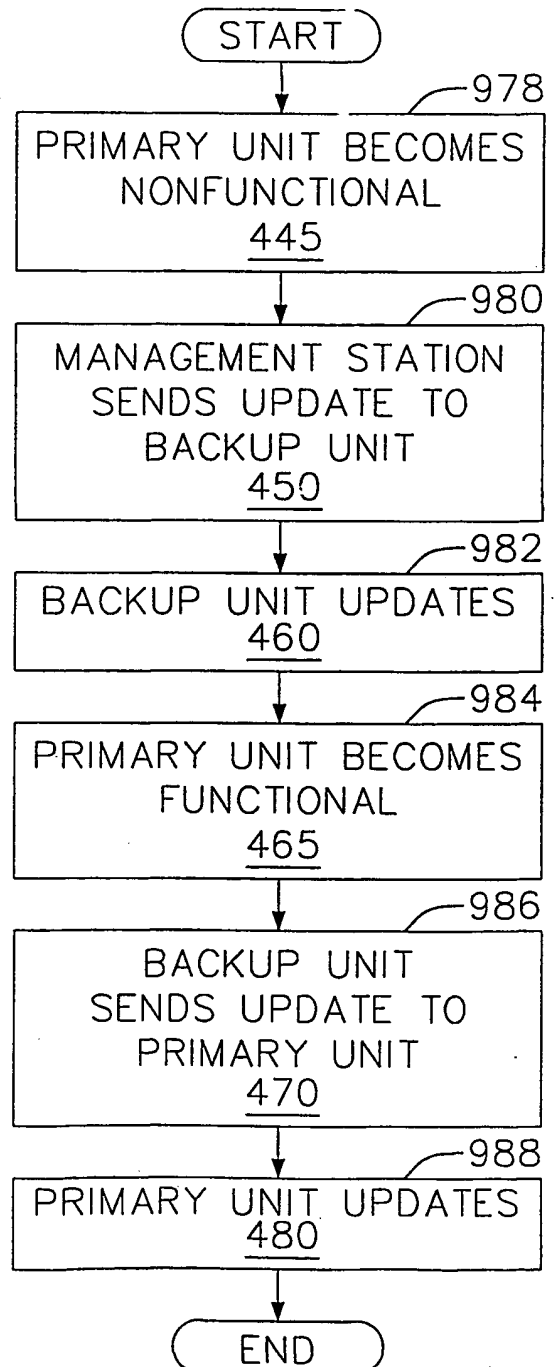 START
978
PRIMARY UNIT BECOMES
NONFUNCTIONAL
445
980
MANAGEMENT STATION
SENDS UPDATE TO
BACKUP UNIT
450
982
BACKUP UNIT UPDATES
460
984
PRIMARY UNIT BECOMES
FUNCTIONAL
465
986
BACKUP UNIT
SENDS UPDATE TO
PRIMARY UNIT
470
988
PRIMARY UNIT UPDATES
480
END